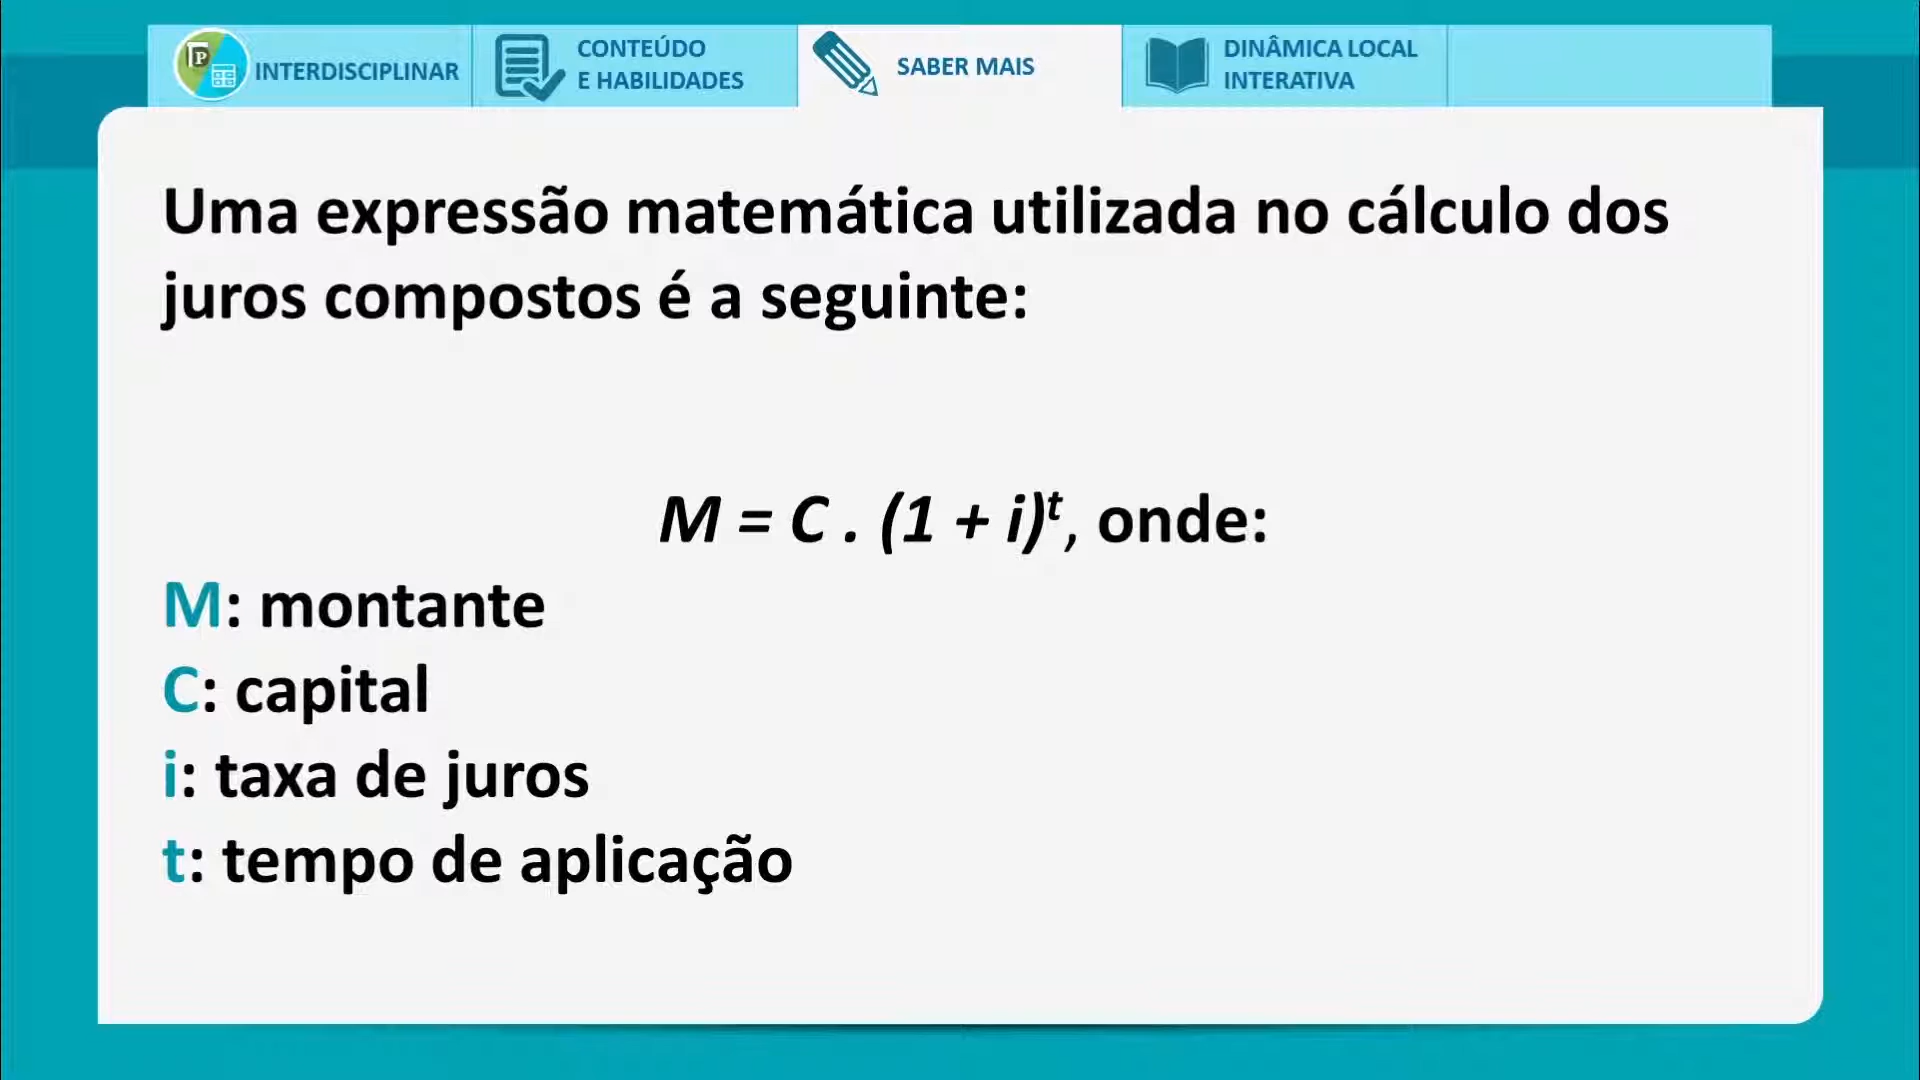 INTERDISCIPLINAR
CONTEÚDO
E HABILIDADES
SABER MAIS
DINÂMICA LOCAL
INTERATIVA
Uma expressão matemática utilizada no cálculo dos
juros compostos é a seguinte:
M = C . (1 + i)ᵗ, onde:
M: montante
C: capital
i: taxa de juros
t: tempo de aplicação